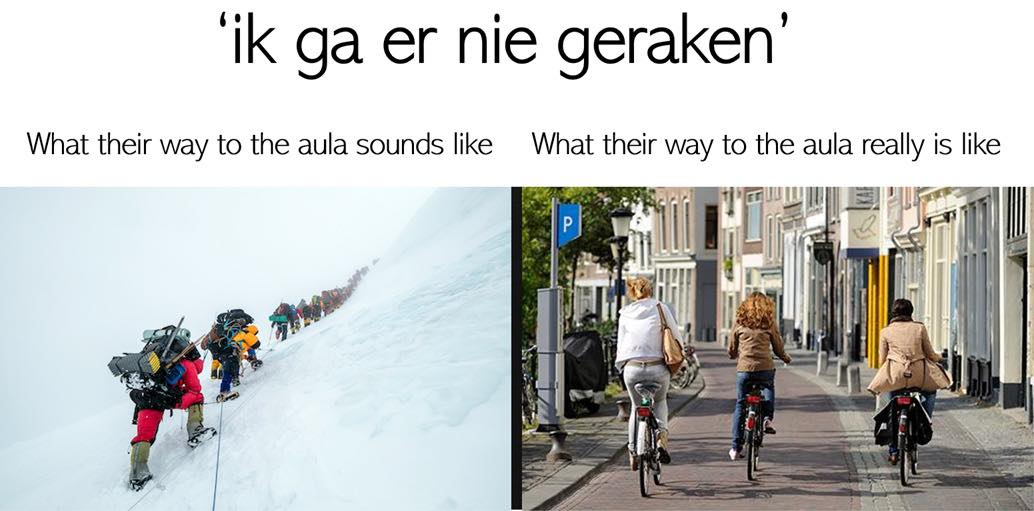 ‘ik ga er nie geraken’
What their way to the aula sounds like
What their way to the aula really is like
P